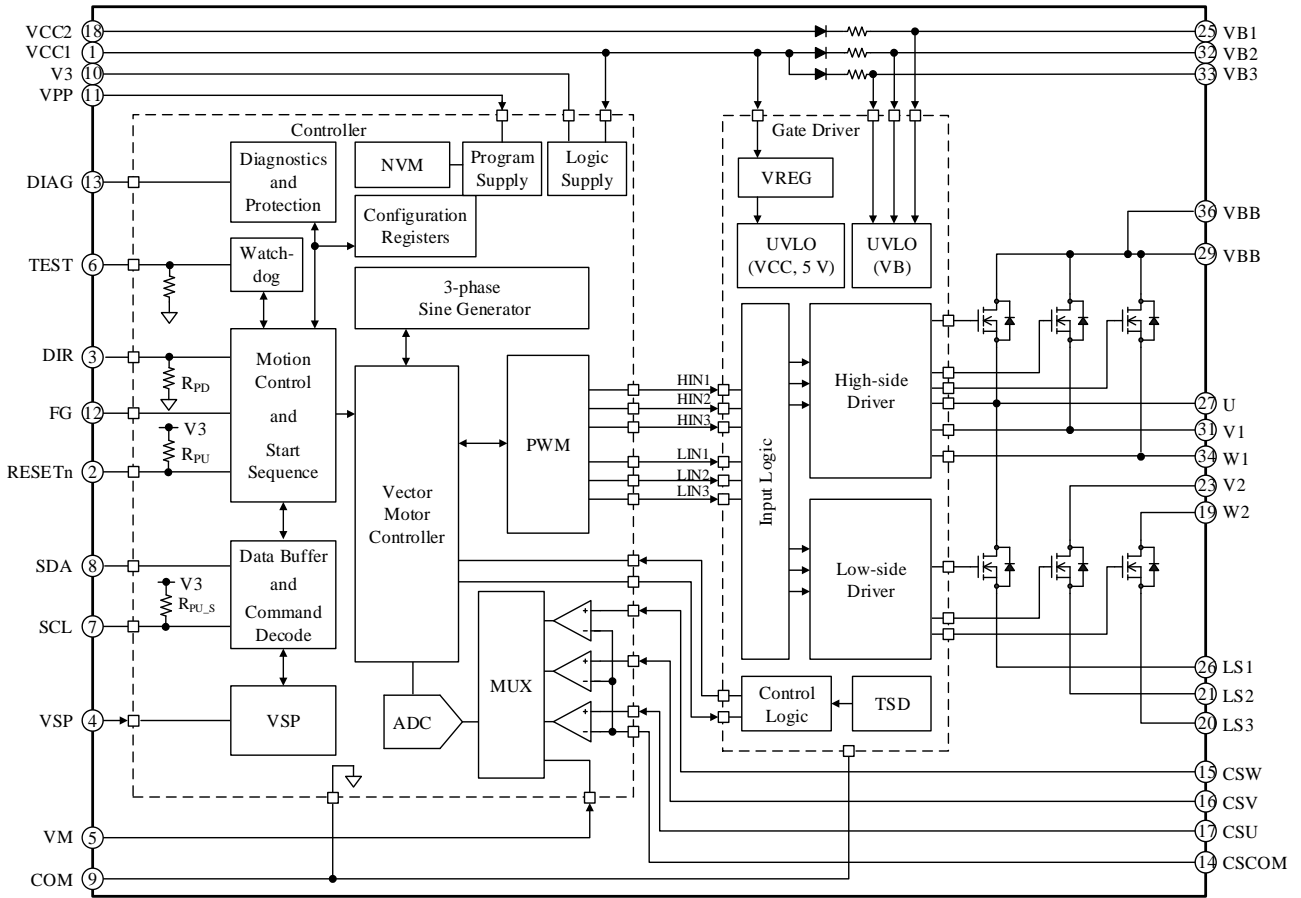 VCC2 18
VCC1 1
V3 10
VPP 11
DIAG 13
TEST 6
DIR 3
FG 12
RESETn 2
SDA 8
SCL 7
VSP 4
VM 5
COM 9
Controller
Diagnostics
and
Protection
NVM
Program
Supply
Logic
Supply
Configuration
Registers
Watch-
dog
3-phase
Sine Generator
Motion
Control
and
Start
Sequence
RPD
V3
RPU
Vector
Motor
Controller
PWM
Data Buffer
and
Command
Decode
V3
RPU_S
VSP
ADC
MUX
+
−
+
−
+
−
HIN1
HIN2
HIN3
LIN1
LIN2
LIN3
Gate Driver
VREG
UVLO
(VCC, 5 V)
UVLO
(VB)
Input Logic
High-side
Driver
Low-side
Driver
Control
Logic
TSD
25 VB1
32 VB2
33 VB3
36 VBB
29 VBB
27 U
31 V1
34 W1
23 V2
19 W2
26 LS1
21 LS2
20 LS3
15 CSW
16 CSV
17 CSU
14 CSCOM